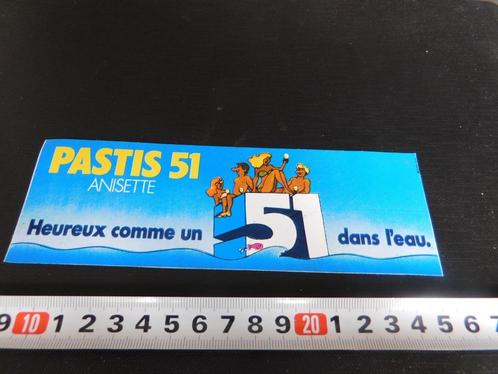 PASTIS 51
ANISETTE
Heureux comme un 51 dans l'eau.
9 10 1 2 3 4 5 6 7 8 9 20 1 2 3 4 5 6 7